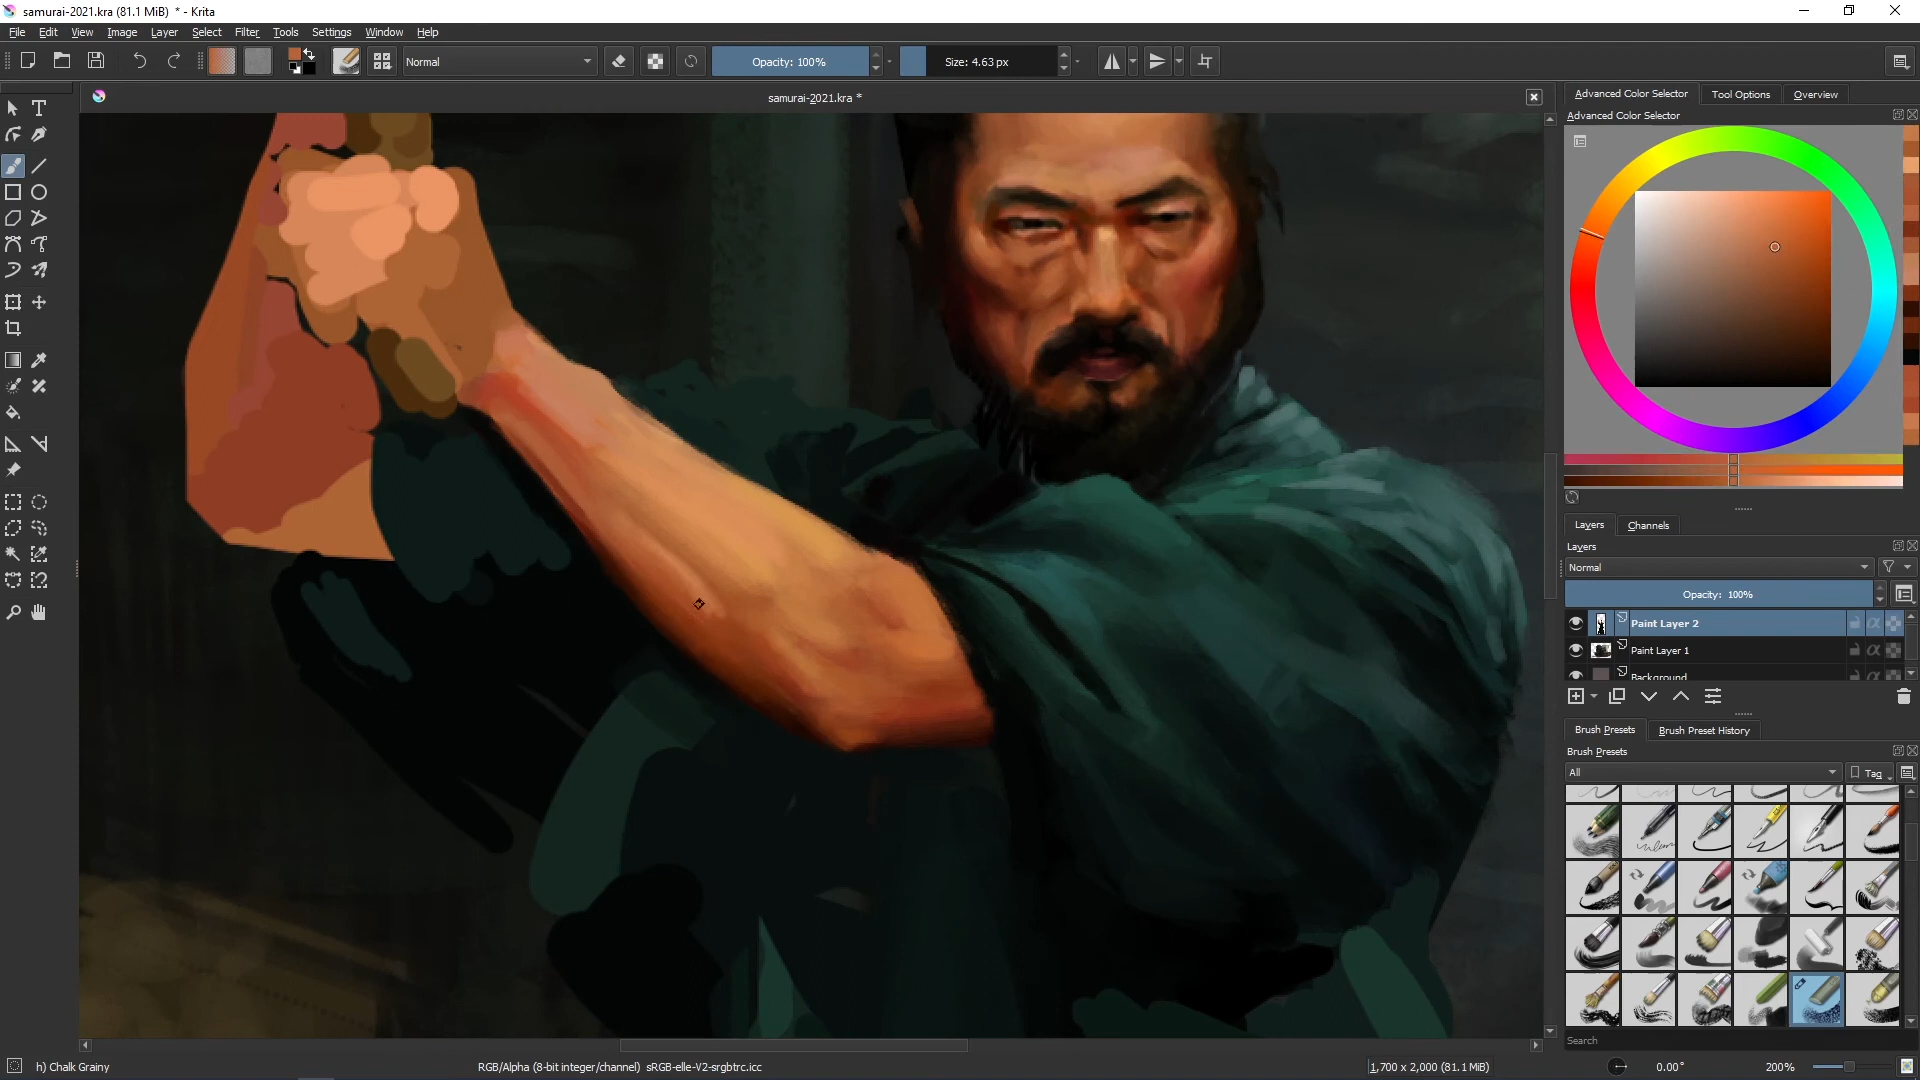 samurai-2021.kra (81.1 MiB) * - Krita
File Edit View Image Layer Select Filter Tools Settings Window Help
Normal Opacity: 100% Size: 4.63 px
samurai-2021.kra *
Advanced Color Selector Tool Options Overview
Advanced Color Selector
Layers Channels
Layers
Normal
Opacity: 100%
Paint Layer 2
Paint Layer 1
Background
Brush Presets Brush Preset History
Brush Presets
All Tag
Search
h) Chalk Grainy RGB/Alpha (8-bit integer/channel) sRGB-elle-V2-srgbtrc.icc 1,700 x 2,000 (81.1 MiB) 0.00° 200%